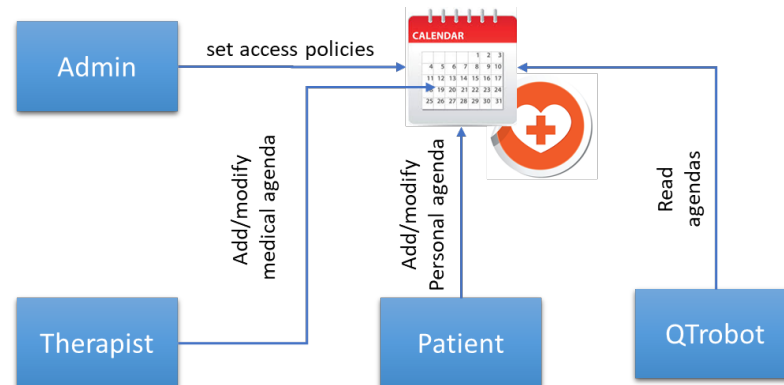 Admin
set access policies
CALENDAR
1 2 3
4 5 6 7 8 9 10
11 12 13 14 15 16 17
19 20 21 22 23 24
25 26 27 28 29 30 31
Add/modify
medical agenda
Add/modify
Personal agenda
Read
agendas
Therapist
Patient
QTrobot